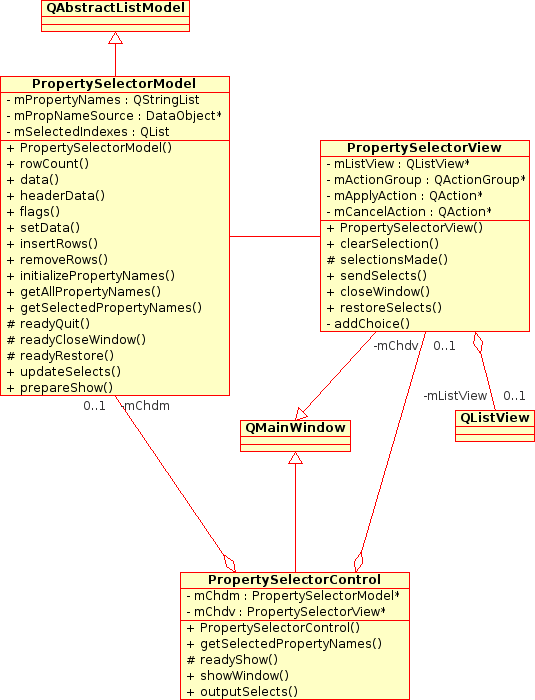 QAbstractListModel
PropertySelectorModel
- mPropertyNames : QStringList
- mPropNameSource : DataObject*
- mSelectedIndexes : QList
+ PropertySelectorModel()
+ rowCount()
+ data()
+ headerData()
+ flags()
+ setData()
+ insertRows()
+ removeRows()
+ initializePropertyNames()
+ getAllPropertyNames()
+ getSelectedPropertyNames()
# readyQuit()
# readyCloseWindow()
# readyRestore()
+ updateSelects()
+ prepareShow()
PropertySelectorView
- mListView : QListView*
- mActionGroup : QActionGroup*
- mApplyAction : QAction*
- mCancelAction : QAction*
+ PropertySelectorView()
+ clearSelection()
# selectionsMade()
+ sendSelects()
+ closeWindow()
+ restoreSelects()
- addChoice()
-mChdv 0..1
-mListView 0..1
0..1 -mChdm
QListView
QMainWindow
PropertySelectorControl
- mChdm : PropertySelectorModel*
- mChdv : PropertySelectorView*
+ PropertySelectorControl()
+ getSelectedPropertyNames()
# readyShow()
+ showWindow()
+ outputSelects()